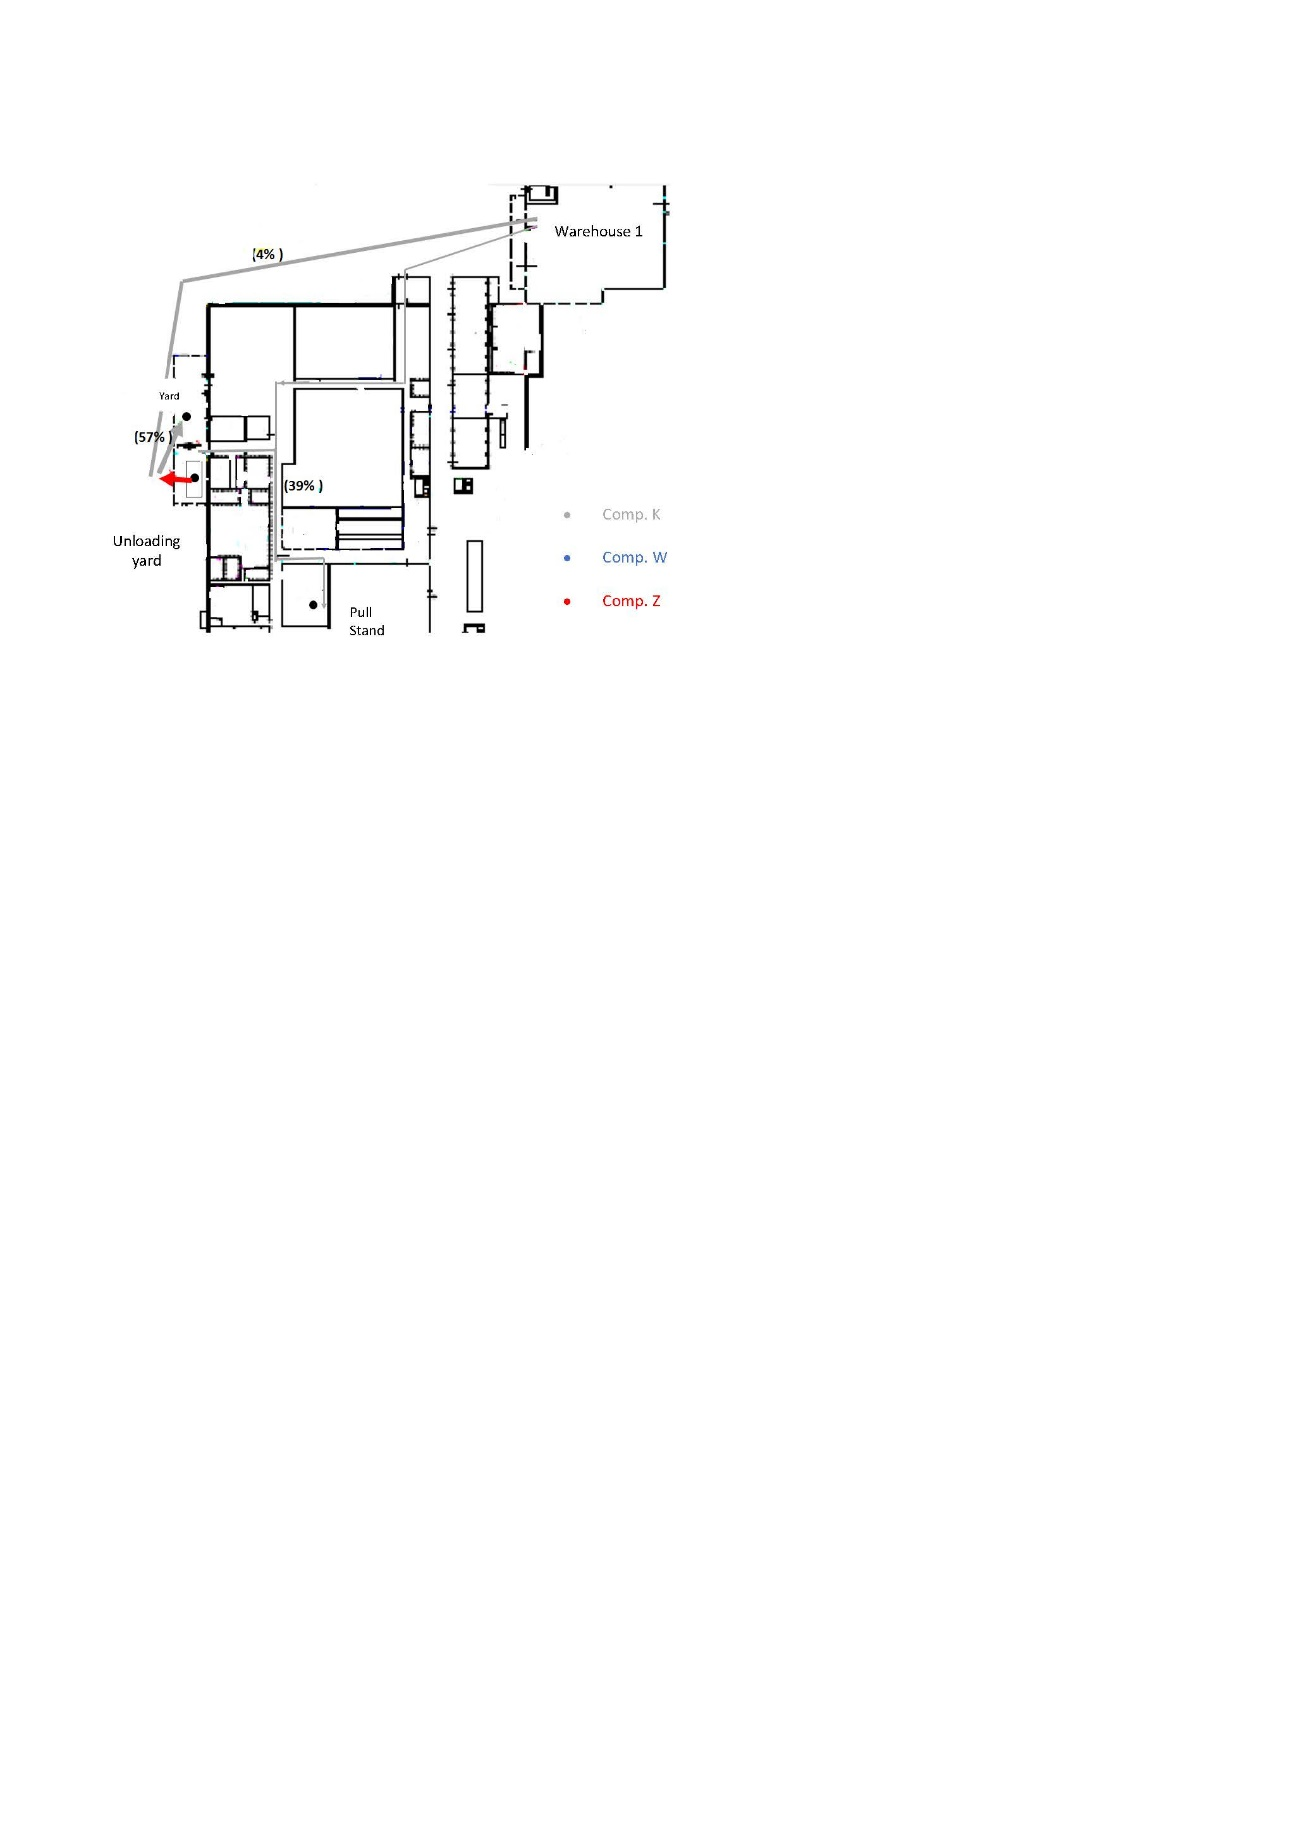 Warehouse 1
(4% )
Yard
(57% )
(39% )
Comp. K
Unloading
yard
Comp. W
Comp. Z
Pull
Stand